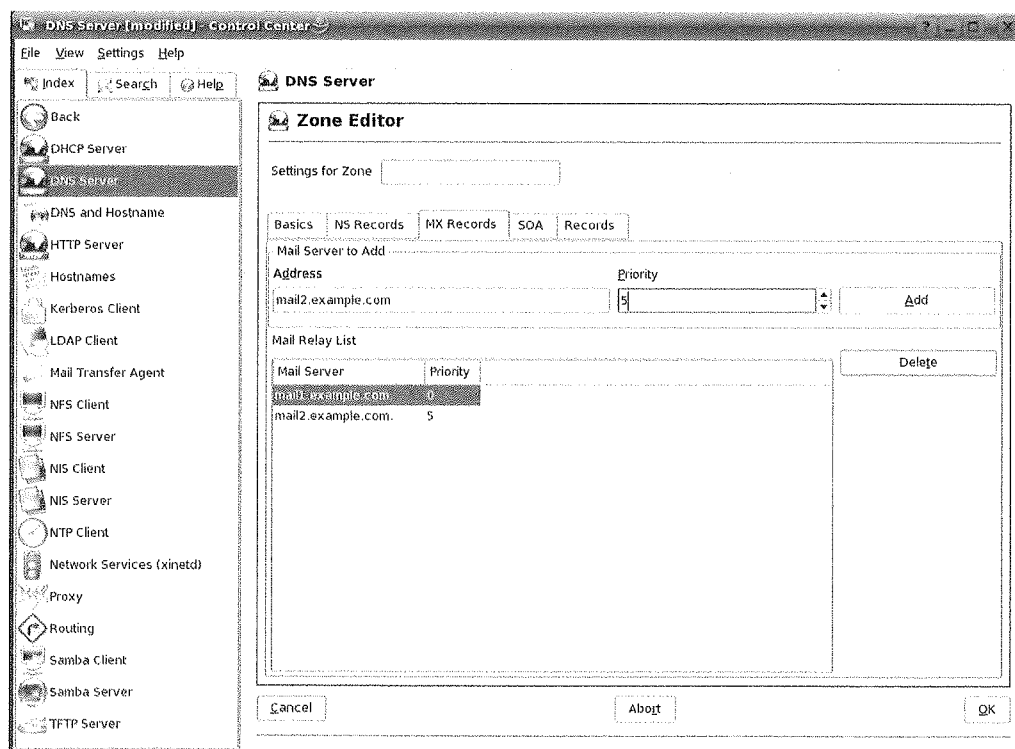 DNS Server [modified] - Control Center
File View Settings Help
Index Search Help
Back
DHCP Server
DNS Server
DNS and Hostname
HTTP Server
Hostnames
Kerberos Client
LDAP Client
Mail Transfer Agent
NFS Client
NFS Server
NIS Client
NIS Server
NTP Client
Network Services (xinetd)
Proxy
Routing
Samba Client
Samba Server
TFTP Server
DNS Server
Zone Editor
Settings for Zone
Basics NS Records MX Records SOA Records
Mail Server to Add
Address Priority
mail2.example.com 5 Add
Mail Relay List
Delete
Mail Server Priority
mail1.example.com 0
mail2.example.com. 5
Cancel Abort OK